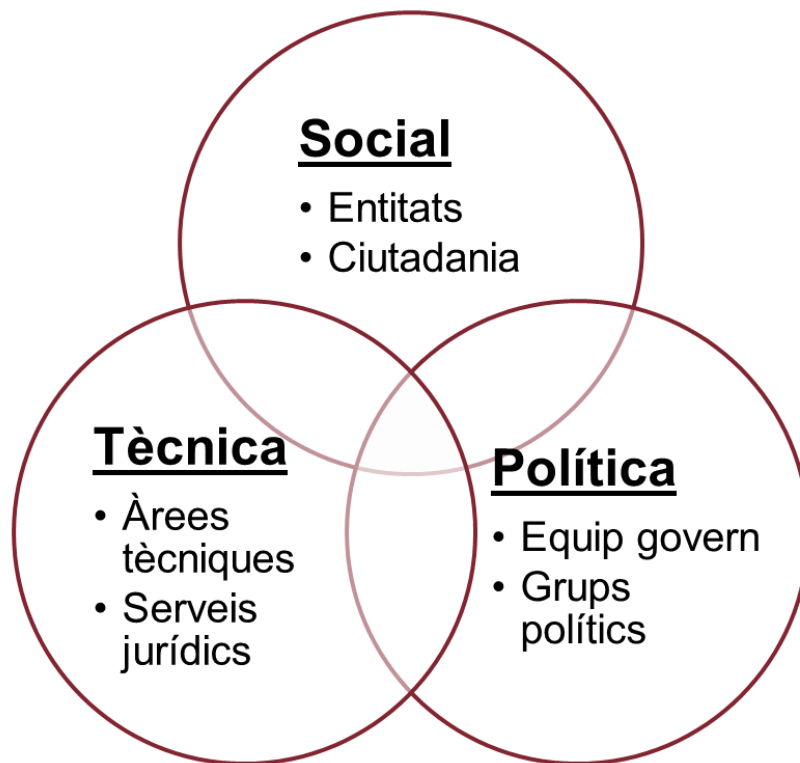 Social
• Entitats
• Ciutadania
Tècnica
• Àrees
tècniques
• Serveis
jurídics
Política
• Equip govern
• Grups
polítics